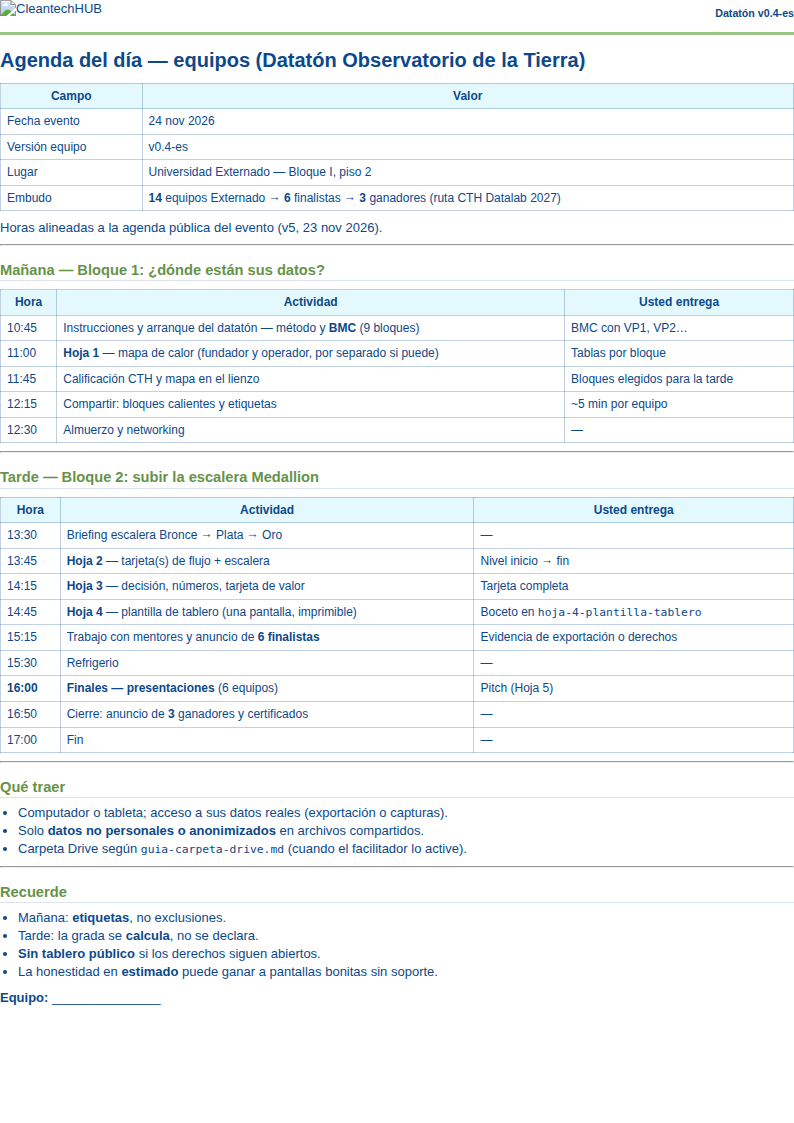 CleantechHUB
Datatón v0.4-es
Agenda del día — equipos (Datatón Observatorio de la Tierra)
Campo Valor
Fecha evento 24 nov 2026
Versión equipo v0.4-es
Lugar Universidad Externado — Bloque I, piso 2
Embudo 14 equipos Externado → 6 finalistas → 3 ganadores (ruta CTH Datalab 2027)
Horas alineadas a la agenda pública del evento (v5, 23 nov 2026).
Mañana — Bloque 1: ¿dónde están sus datos?
Hora Actividad Usted entrega
10:45 Instrucciones y arranque del datatón — método y BMC (9 bloques) BMC con VP1, VP2…
11:00 Hoja 1 — mapa de calor (fundador y operador, por separado si puede) Tablas por bloque
11:45 Calificación CTH y mapa en el lienzo Bloques elegidos para la tarde
12:15 Compartir: bloques calientes y etiquetas ~5 min por equipo
12:30 Almuerzo y networking —
Tarde — Bloque 2: subir la escalera Medallion
Hora Actividad Usted entrega
13:30 Briefing escalera Bronce → Plata → Oro —
13:45 Hoja 2 — tarjeta(s) de flujo + escalera Nivel inicio → fin
14:15 Hoja 3 — decisión, números, tarjeta de valor Tarjeta completa
14:45 Hoja 4 — plantilla de tablero (una pantalla, imprimible) Boceto en hoja-4-plantilla-tablero
15:15 Trabajo con mentores y anuncio de 6 finalistas Evidencia de exportación o derechos
15:30 Refrigerio —
16:00 Finales — presentaciones (6 equipos) Pitch (Hoja 5)
16:50 Cierre: anuncio de 3 ganadores y certificados —
17:00 Fin —
Qué traer
• Computador o tableta; acceso a sus datos reales (exportación o capturas).
• Solo datos no personales o anonimizados en archivos compartidos.
• Carpeta Drive según guia-carpeta-drive.md (cuando el facilitador lo active).
Recuerde
• Mañana: etiquetas, no exclusiones.
• Tarde: la grada se calcula, no se declara.
• Sin tablero público si los derechos siguen abiertos.
• La honestidad en estimado puede ganar a pantallas bonitas sin soporte.
Equipo: _______________